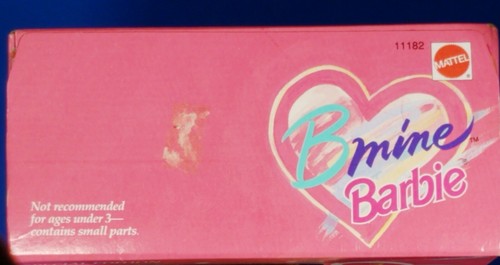 11182
MATTEL
B mine
Barbie
Not recommended
for ages under 3—
contains small parts.